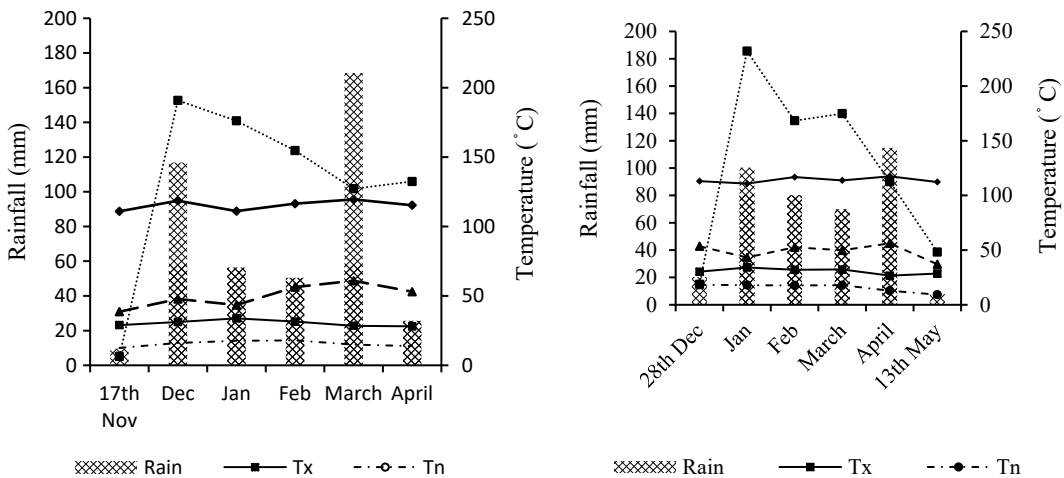 200
180
160
140
120
100
80
60
40
20
0
Rainfall (mm)
250
200
150
100
50
0
Temperature (°C)
17th Nov
Dec
Jan
Feb
March
April
Rain
Tx
Tn
200
180
160
140
120
100
80
60
40
20
0
Rainfall (mm)
250
200
150
100
50
0
Temperature (°C)
28th Dec
Jan
Feb
March
April
13th May
Rain
Tx
Tn